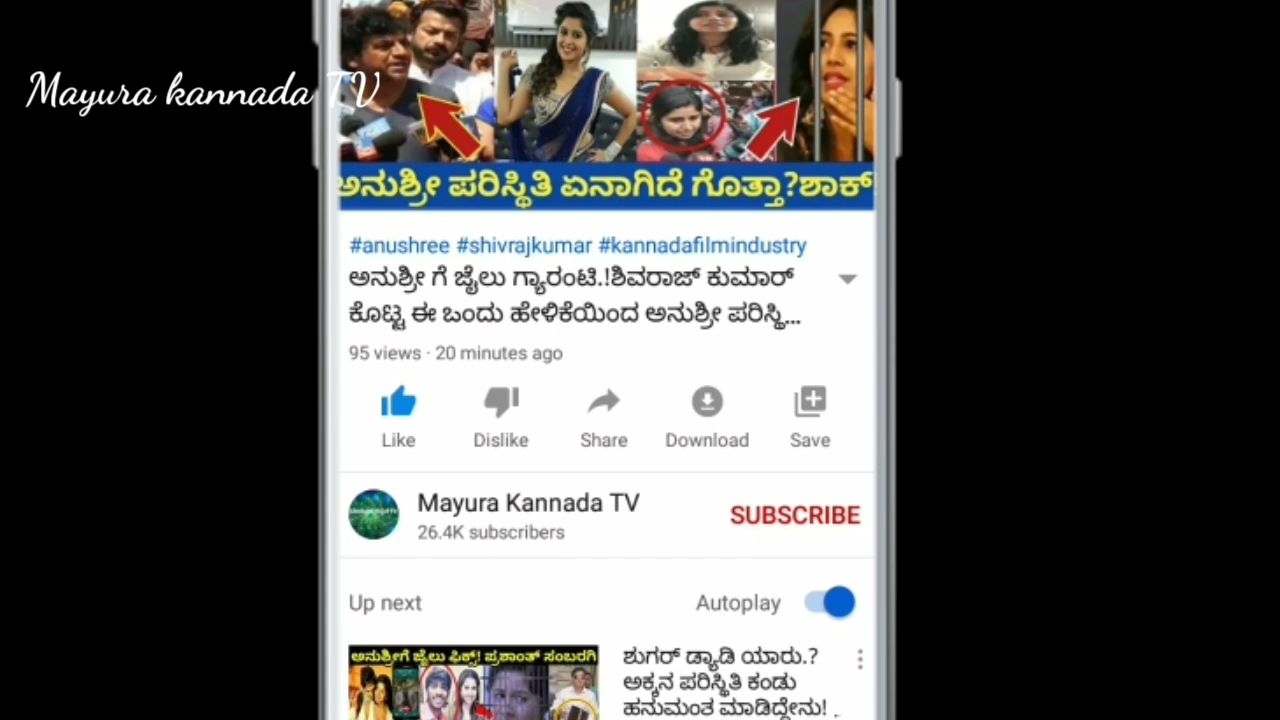 Mayura kannada TV
ಅನುಶ್ರೀ ಪರಿಸ್ಥಿತಿ ಏನಾಗಿದೆ ಗೊತ್ತಾ?ಶಾಕ್
#anushree #shivrajkumar #kannadafilmindustry
ಅನುಶ್ರೀ ಗೆ ಜೈಲು ಗ್ಯಾರಂಟಿ.!ಶಿವರಾಜ್ ಕುಮಾರ್
ಕೊಟ್ಟ ಈ ಒಂದು ಹೇಳಿಕೆಯಿಂದ ಅನುಶ್ರೀ ಪರಿಸ್ಥಿ...
95 views · 20 minutes ago
Like Dislike Share Download Save
Mayura Kannada TV
SUBSCRIBE
26.4K subscribers
Up next Autoplay
ಅನುಶ್ರೀಗೆ ಜೈಲು ಫಿಕ್ಸ್! ಪ್ರಶಾಂತ್ ಸಂಬರಗಿ
ಶುಗರ್ ಡ್ಯಾಡಿ ಯಾರು.?
ಅಕ್ಕನ ಪರಿಸ್ಥಿತಿ ಕಂಡು
ಹನುಮಂತ ಮಾಡಿದ್ದೇನು!